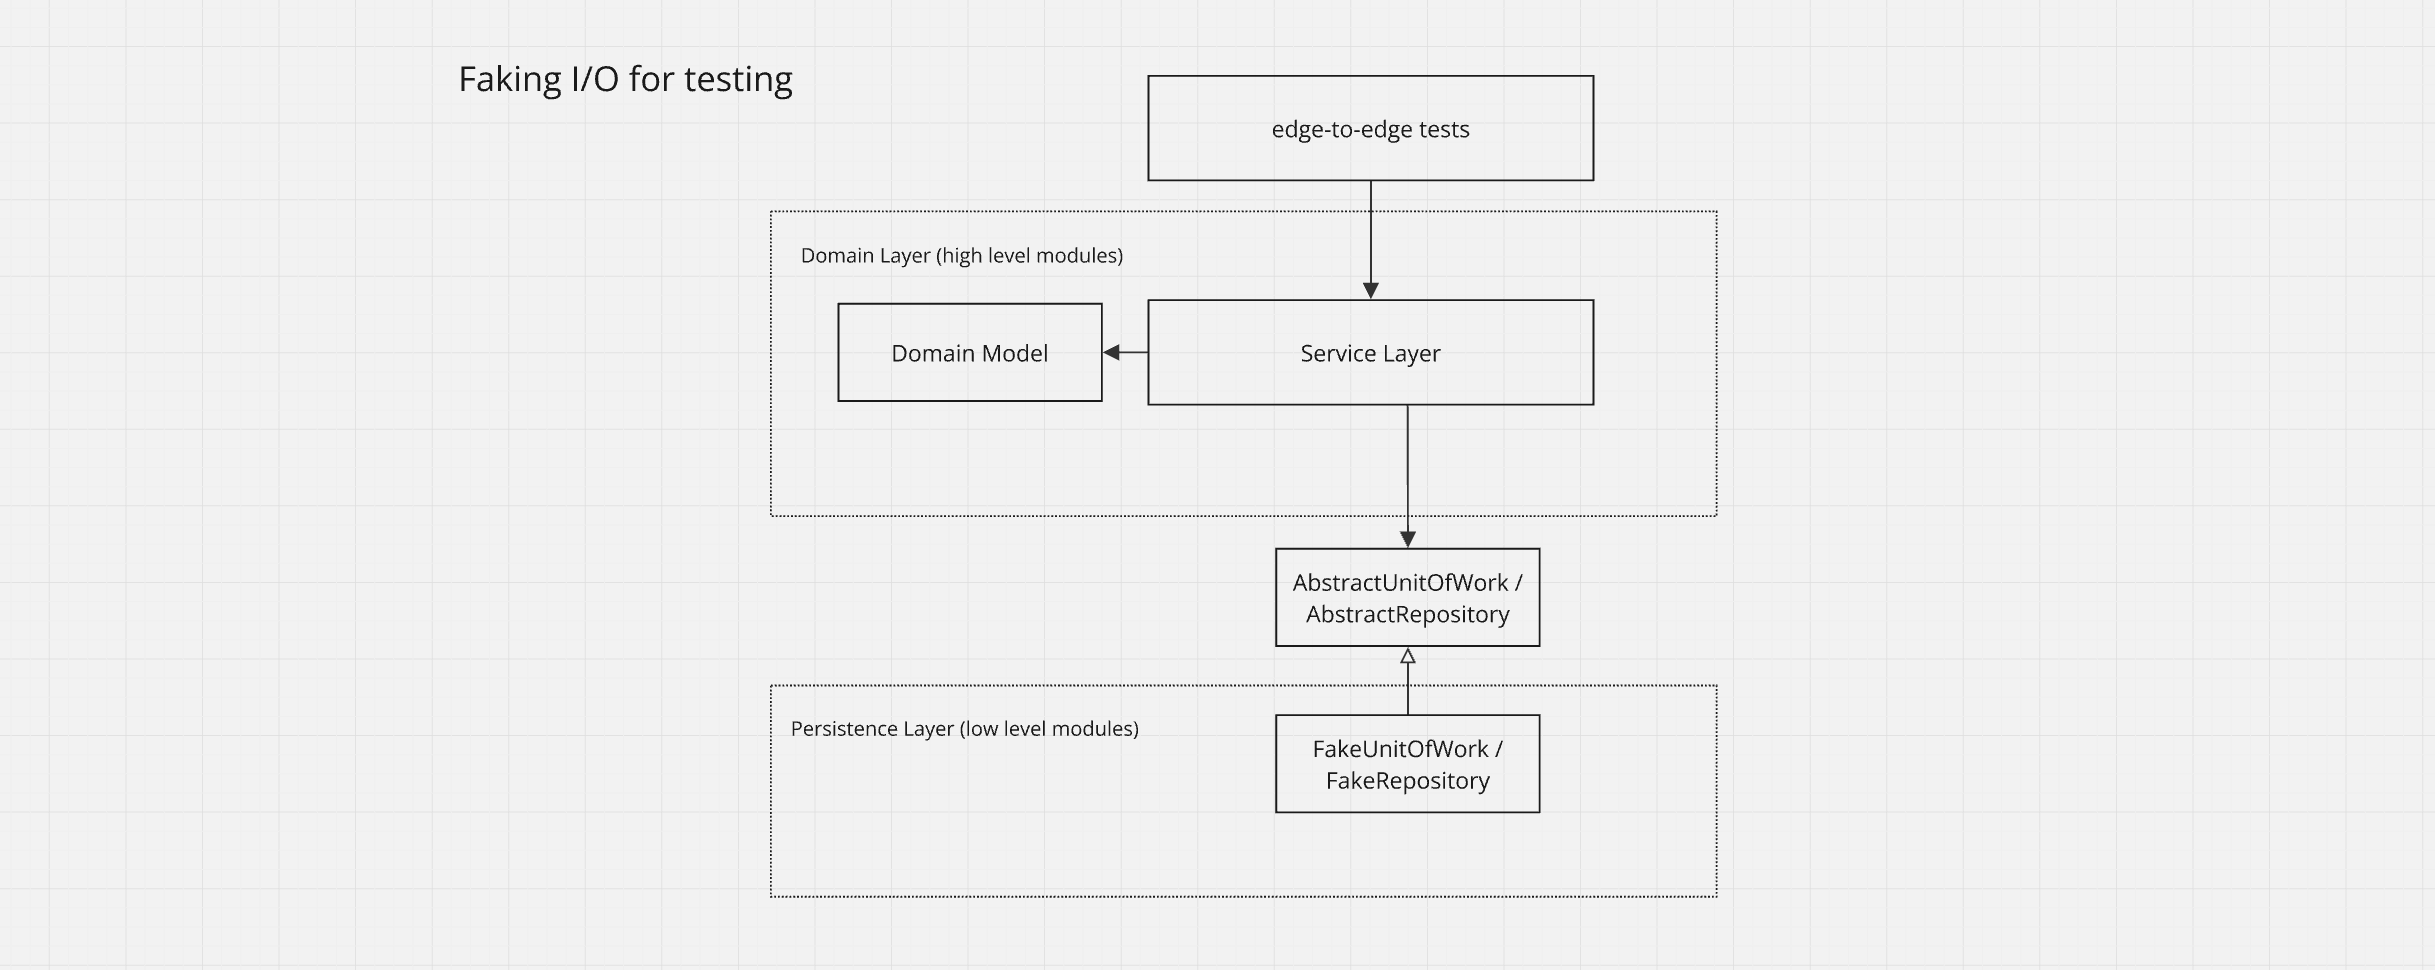 Faking I/O for testing
edge-to-edge tests
Domain Layer (high level modules)
Domain Model
Service Layer
AbstractUnitOfWork /
AbstractRepository
Persistence Layer (low level modules)
FakeUnitOfWork /
FakeRepository